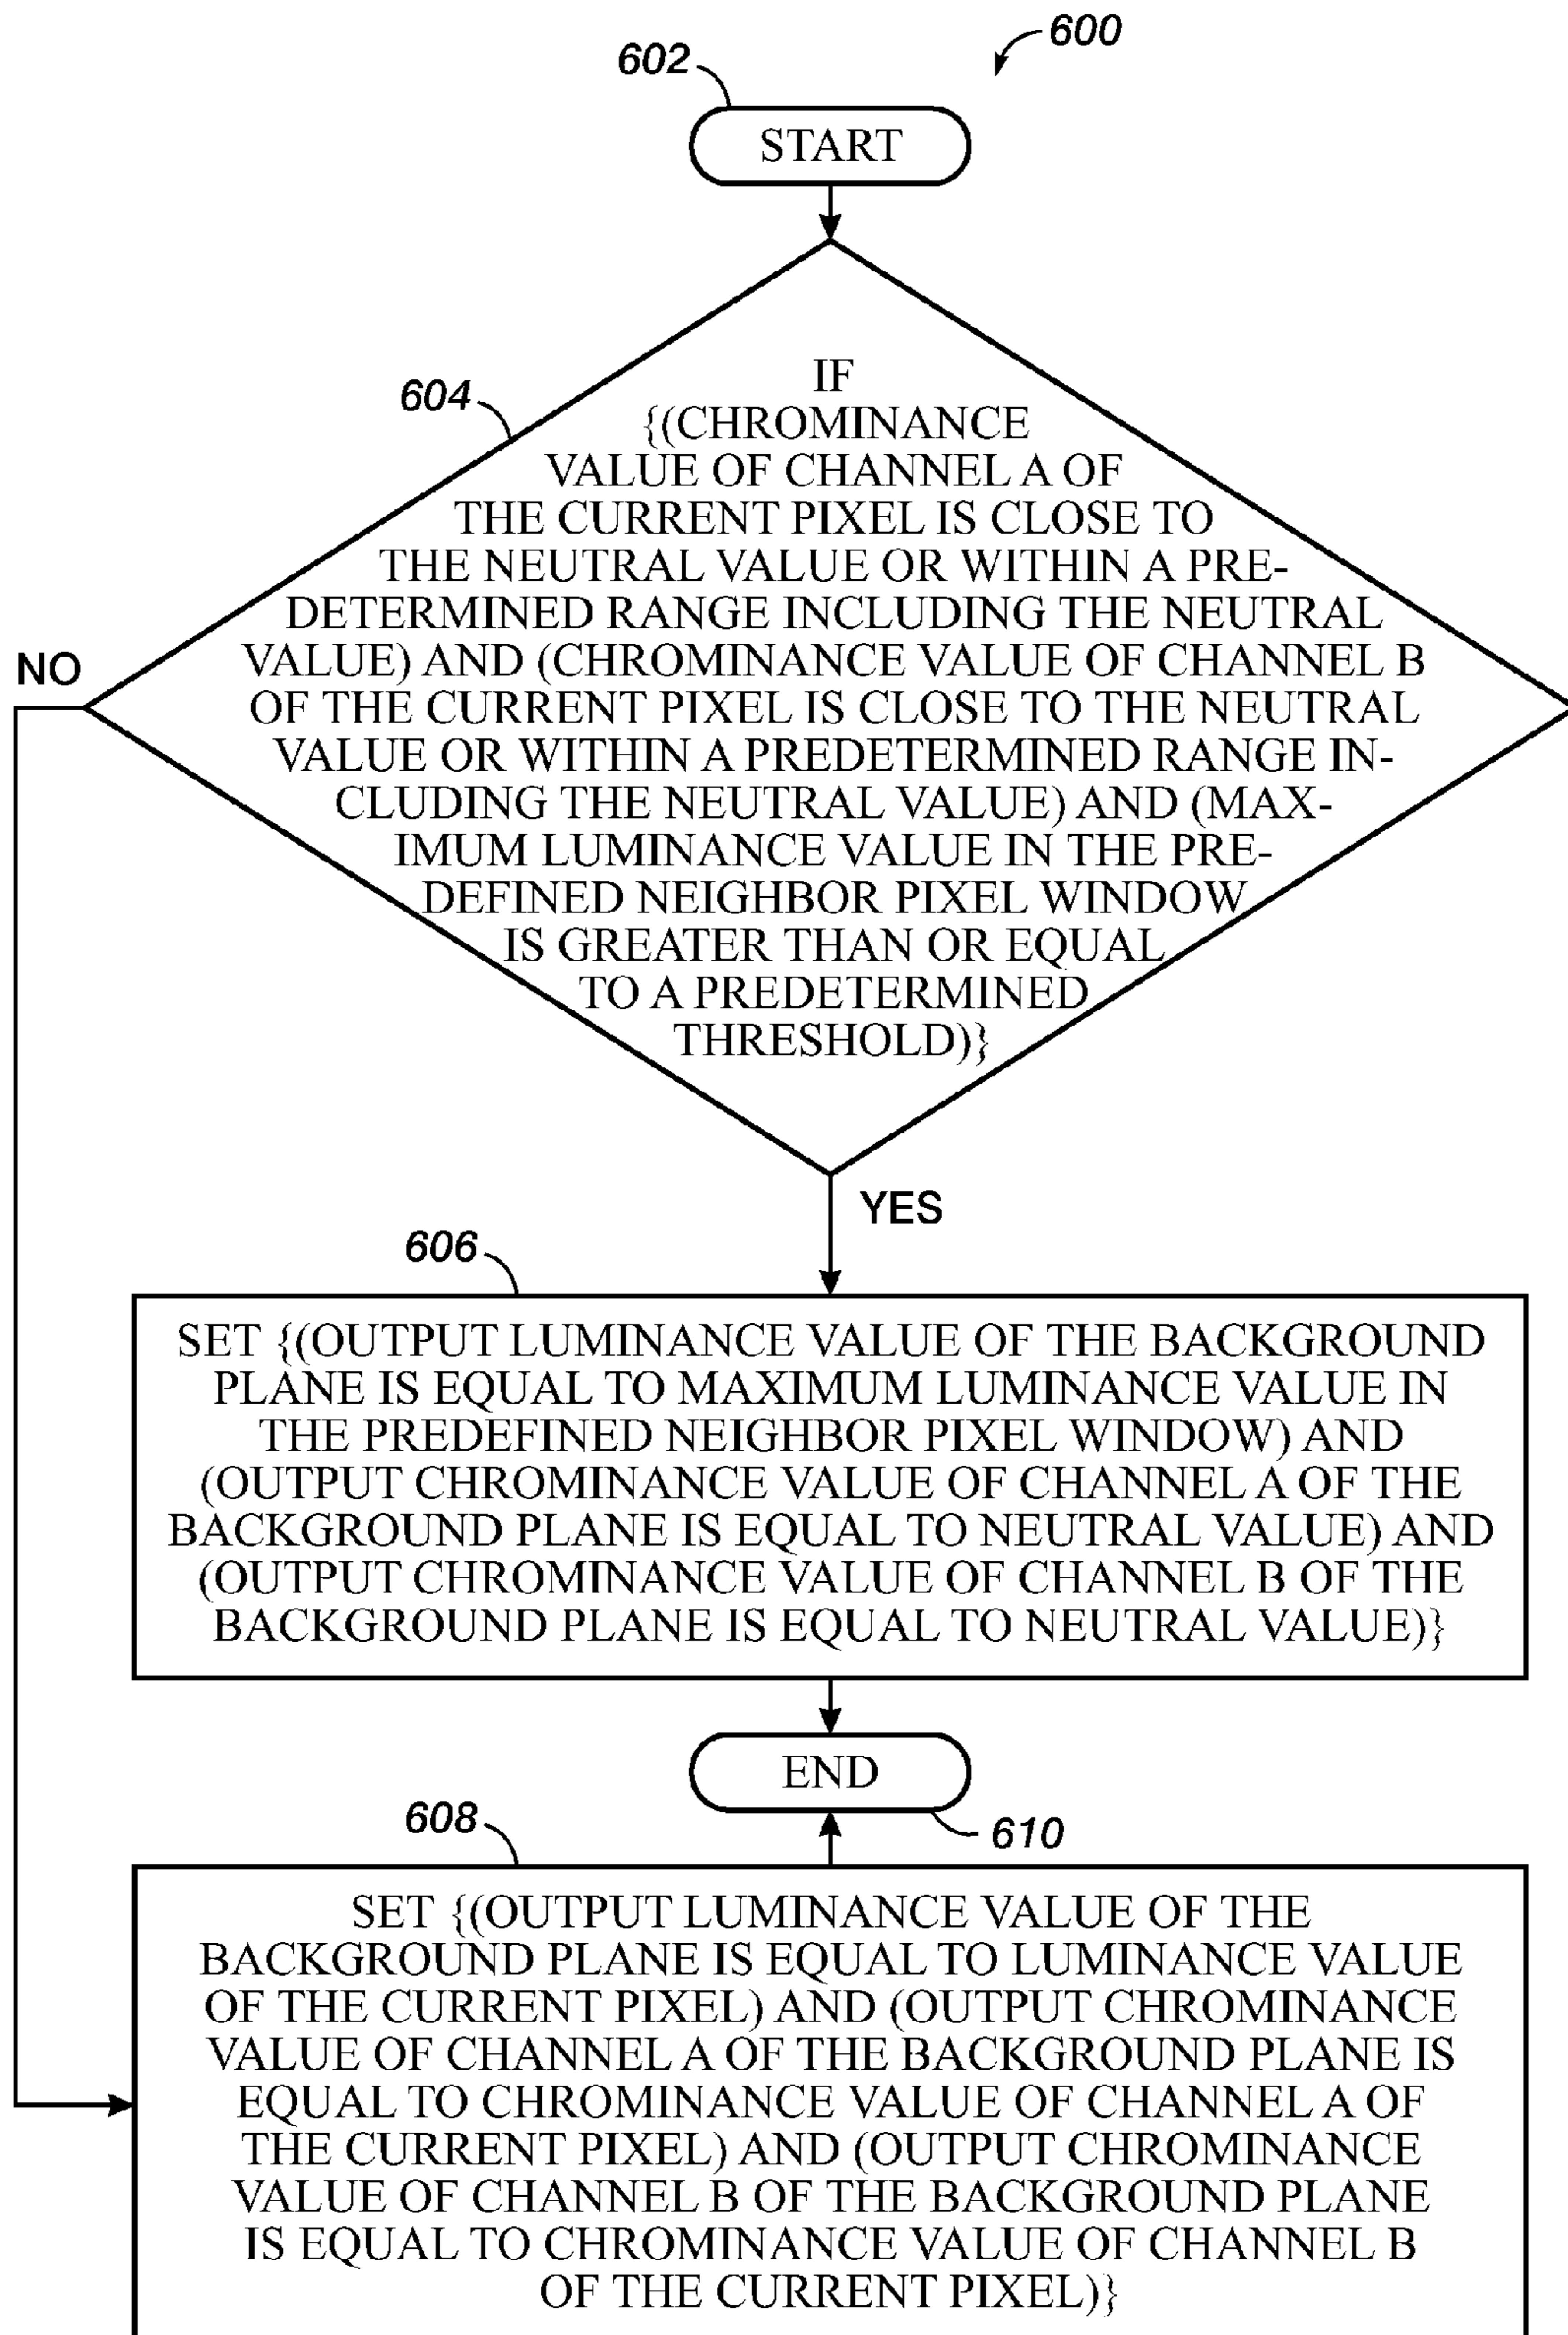 600
602
START
604
IF
{(CHROMINANCE
VALUE OF CHANNEL A OF
THE CURRENT PIXEL IS CLOSE TO
THE NEUTRAL VALUE OR WITHIN A PRE-
DETERMINED RANGE INCLUDING THE NEUTRAL
VALUE) AND (CHROMINANCE VALUE OF CHANNEL B
OF THE CURRENT PIXEL IS CLOSE TO THE NEUTRAL
VALUE OR WITHIN A PREDETERMINED RANGE IN-
CLUDING THE NEUTRAL VALUE) AND (MAX-
IMUM LUMINANCE VALUE IN THE PRE-
DEFINED NEIGHBOR PIXEL WINDOW
IS GREATER THAN OR EQUAL
TO A PREDETERMINED
THRESHOLD)}
NO
YES
606
SET {(OUTPUT LUMINANCE VALUE OF THE BACKGROUND
PLANE IS EQUAL TO MAXIMUM LUMINANCE VALUE IN
THE PREDEFINED NEIGHBOR PIXEL WINDOW) AND
(OUTPUT CHROMINANCE VALUE OF CHANNEL A OF THE
BACKGROUND PLANE IS EQUAL TO NEUTRAL VALUE) AND
(OUTPUT CHROMINANCE VALUE OF CHANNEL B OF THE
BACKGROUND PLANE IS EQUAL TO NEUTRAL VALUE)}
END
610
608
SET {(OUTPUT LUMINANCE VALUE OF THE
BACKGROUND PLANE IS EQUAL TO LUMINANCE VALUE
OF THE CURRENT PIXEL) AND (OUTPUT CHROMINANCE
VALUE OF CHANNEL A OF THE BACKGROUND PLANE IS
EQUAL TO CHROMINANCE VALUE OF CHANNEL A OF
THE CURRENT PIXEL) AND (OUTPUT CHROMINANCE
VALUE OF CHANNEL B OF THE BACKGROUND PLANE
IS EQUAL TO CHROMINANCE VALUE OF CHANNEL B
OF THE CURRENT PIXEL)}